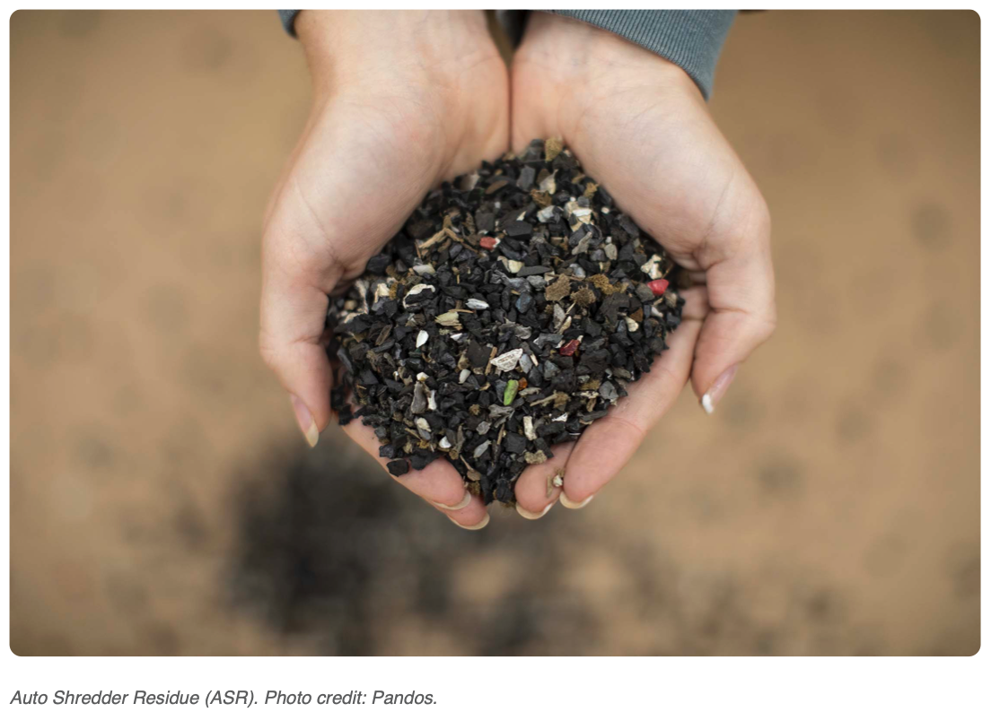 Auto Shredder Residue (ASR). Photo credit: Pandos.